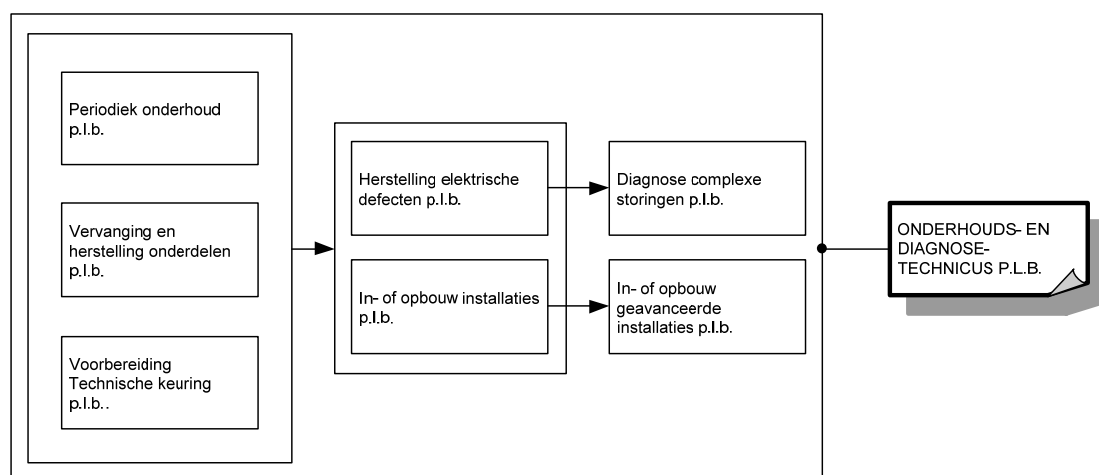 Periodiek onderhoud
p.l.b.
Vervanging en
herstelling onderdelen
p.l.b.
Voorbereiding
Technische keuring
p.l.b..
Herstelling elektrische
defecten p.l.b.
In- of opbouw installaties
p.l.b.
Diagnose complexe
storingen p.l.b.
In- of opbouw
geavanceerde
installaties p.l.b.
ONDERHOUDS- EN
DIAGNOSE-
TECHNICUS P.L.B.